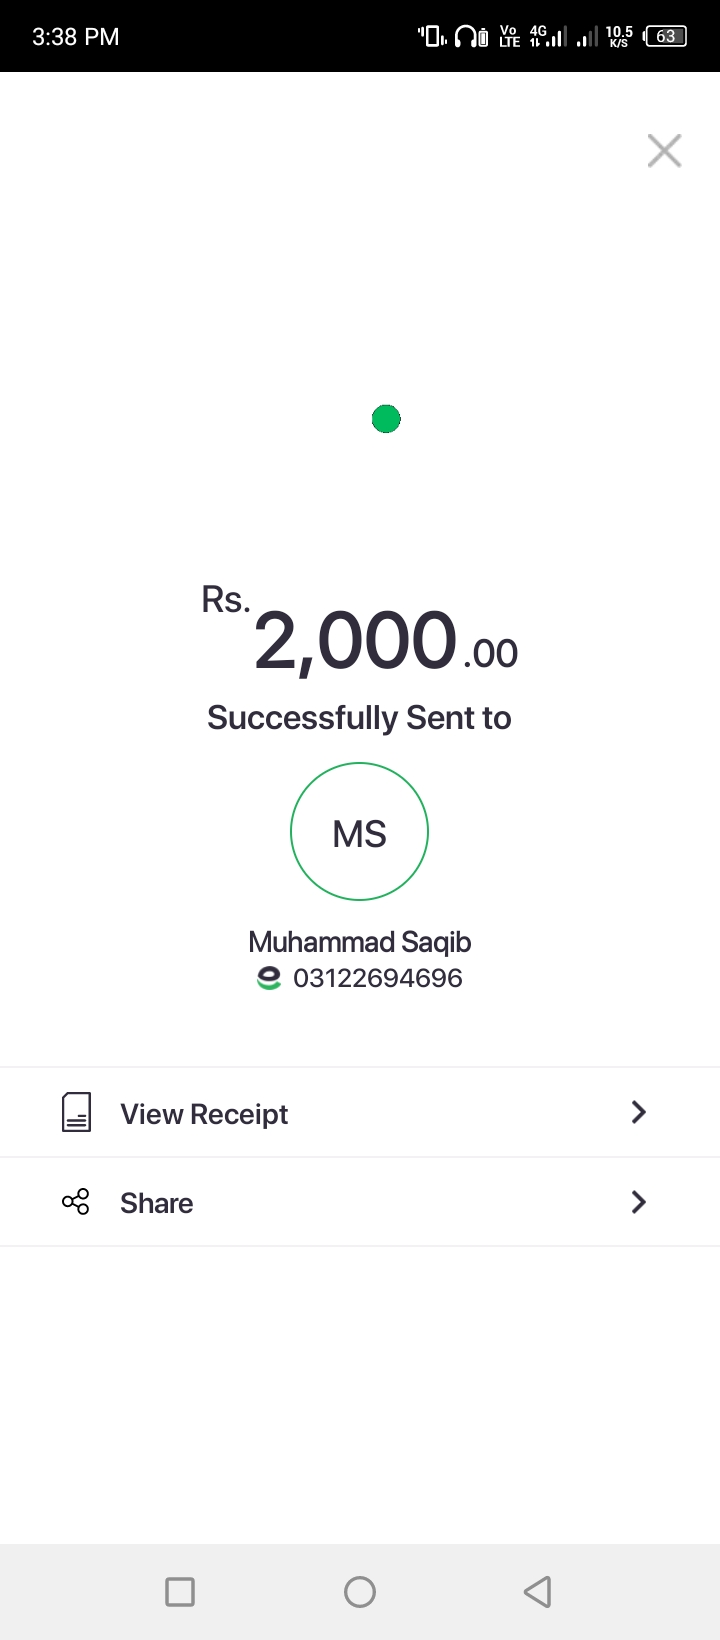 3:38 PM
Vo LTE 4G 10.5 K/S 63
Rs. 2,000.00
Successfully Sent to
MS
Muhammad Saqib
03122694696
View Receipt
Share